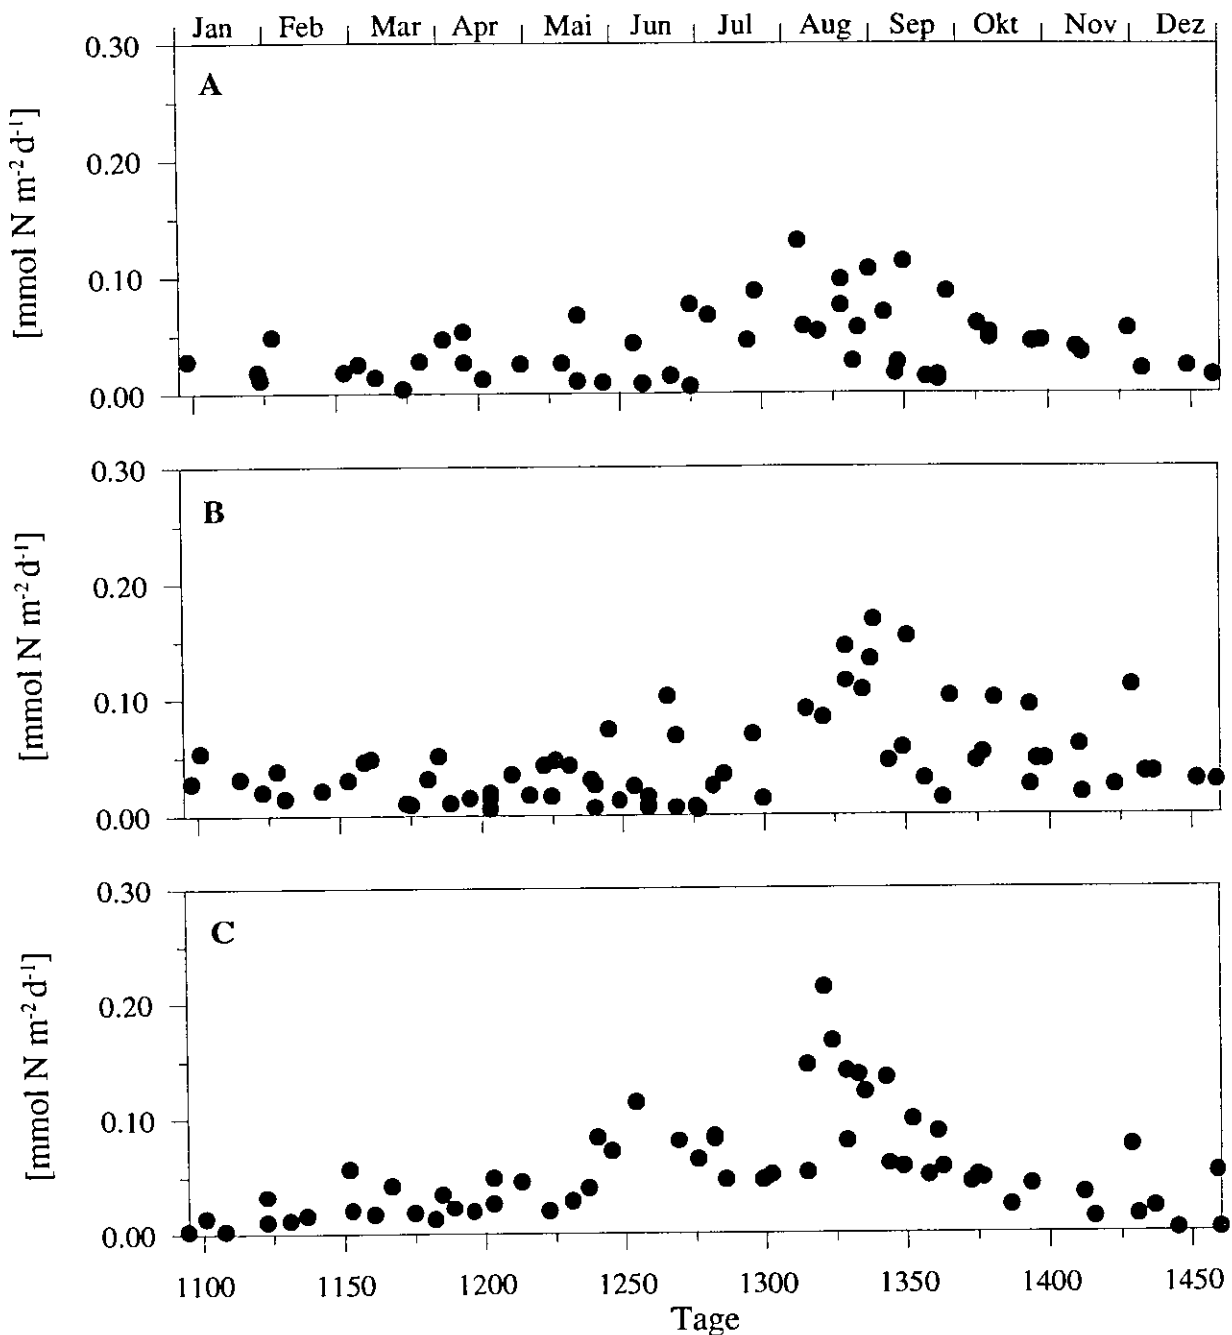 Jan Feb Mar Apr Mai Jun Jul Aug Sep Okt Nov Dez
0.30
A
0.20
[mmol N m⁻² d⁻¹]
0.10
0.00
0.30
B
0.20
[mmol N m⁻² d⁻¹]
0.10
0.00
0.30
C
0.20
[mmol N m⁻² d⁻¹]
0.10
0.00
1100 1150 1200 1250 1300 1350 1400 1450
Tage